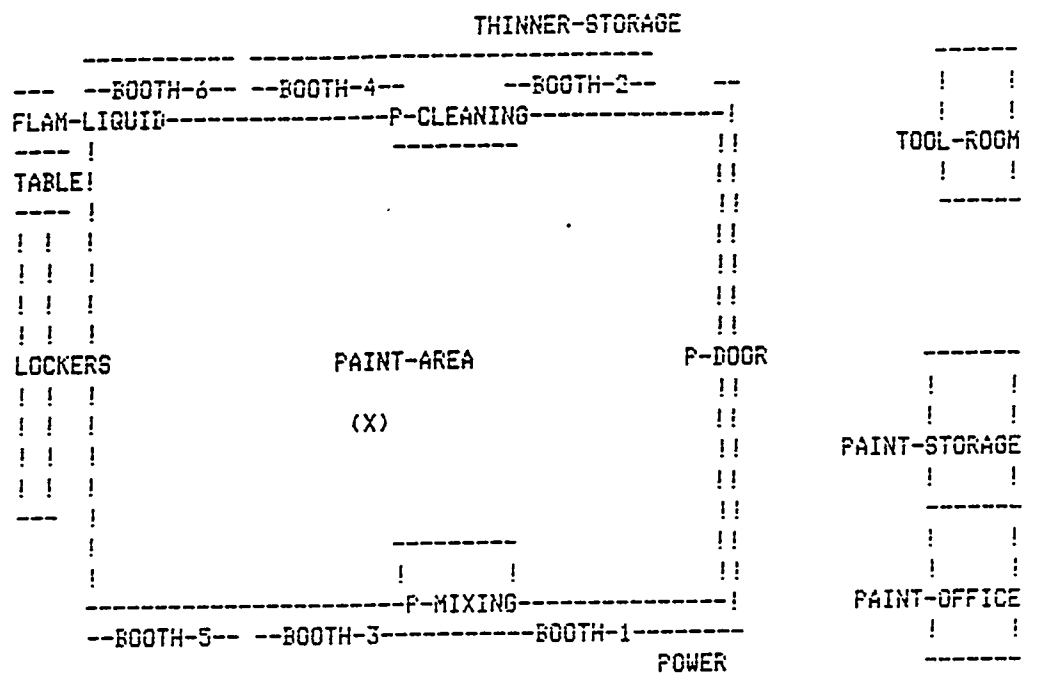 THINNER-STORAGE
--BOOTH-6-- --BOOTH-4-- --BOOTH-2--
FLAM-LIQUID P-CLEANING
TOOL-ROOM
TABLE
LOCKERS PAINT-AREA P-DOOR
(X)
PAINT-STORAGE
P-MIXING PAINT-OFFICE
--BOOTH-5-- --BOOTH-3-----------BOOTH-1-------
POWER